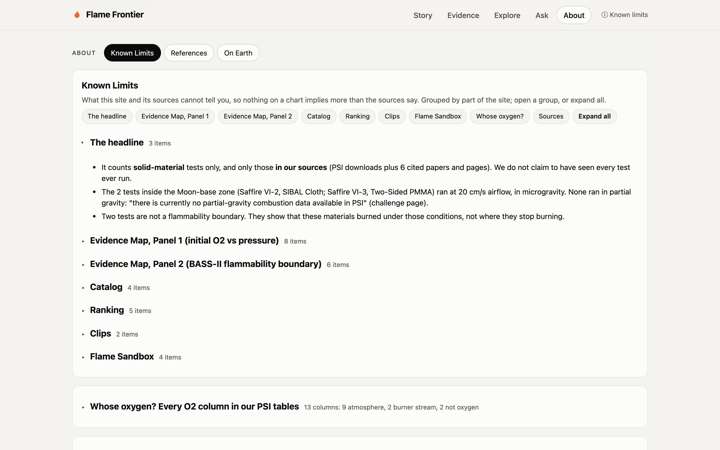 Flame Frontier
Story Evidence Explore Ask About ⓘ Known limits
ABOUT Known Limits References On Earth
Known Limits
What this site and its sources cannot tell you, so nothing on a chart implies more than the sources say. Grouped by part of the site; open a group, or expand all.
The headline Evidence Map, Panel 1 Evidence Map, Panel 2 Catalog Ranking Clips Flame Sandbox Whose oxygen? Sources Expand all
The headline 3 items
• It counts solid-material tests only, and only those in our sources (PSI downloads plus 6 cited papers and pages). We do not claim to have seen every test
ever run.
• The 2 tests inside the Moon-base zone (Saffire VI-2, SIBAL Cloth; Saffire VI-3, Two-Sided PMMA) ran at 20 cm/s airflow, in microgravity. None ran in partial
gravity: "there is currently no partial-gravity combustion data available in PSI" (challenge page).
• Two tests are not a flammability boundary. They show that these materials burned under those conditions, not where they stop burning.
Evidence Map, Panel 1 (initial O2 vs pressure) 8 items
Evidence Map, Panel 2 (BASS-II flammability boundary) 6 items
Catalog 4 items
Ranking 5 items
Clips 2 items
Flame Sandbox 4 items
Whose oxygen? Every O2 column in our PSI tables 13 columns: 9 atmosphere, 2 burner stream, 2 not oxygen